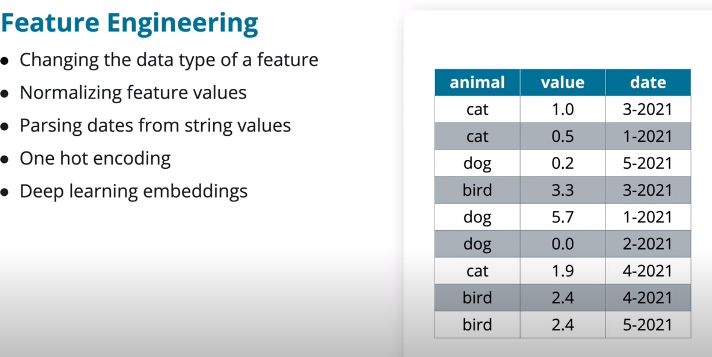 Feature Engineering
• Changing the data type of a feature
• Normalizing feature values
• Parsing dates from string values
• One hot encoding
• Deep learning embeddings
animal value date
cat 1.0 3-2021
cat 0.5 1-2021
dog 0.2 5-2021
bird 3.3 3-2021
dog 5.7 1-2021
dog 0.0 2-2021
cat 1.9 4-2021
bird 2.4 4-2021
bird 2.4 5-2021